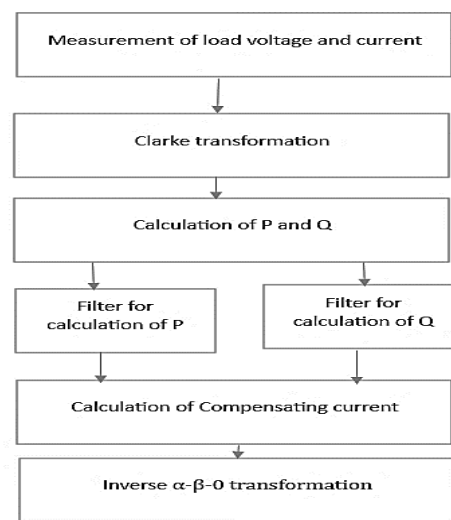 Measurement of load voltage and current
Clarke transformation
Calculation of P and Q
Filter for
calculation of P
Filter for
calculation of Q
Calculation of Compensating current
Inverse α-β-0 transformation